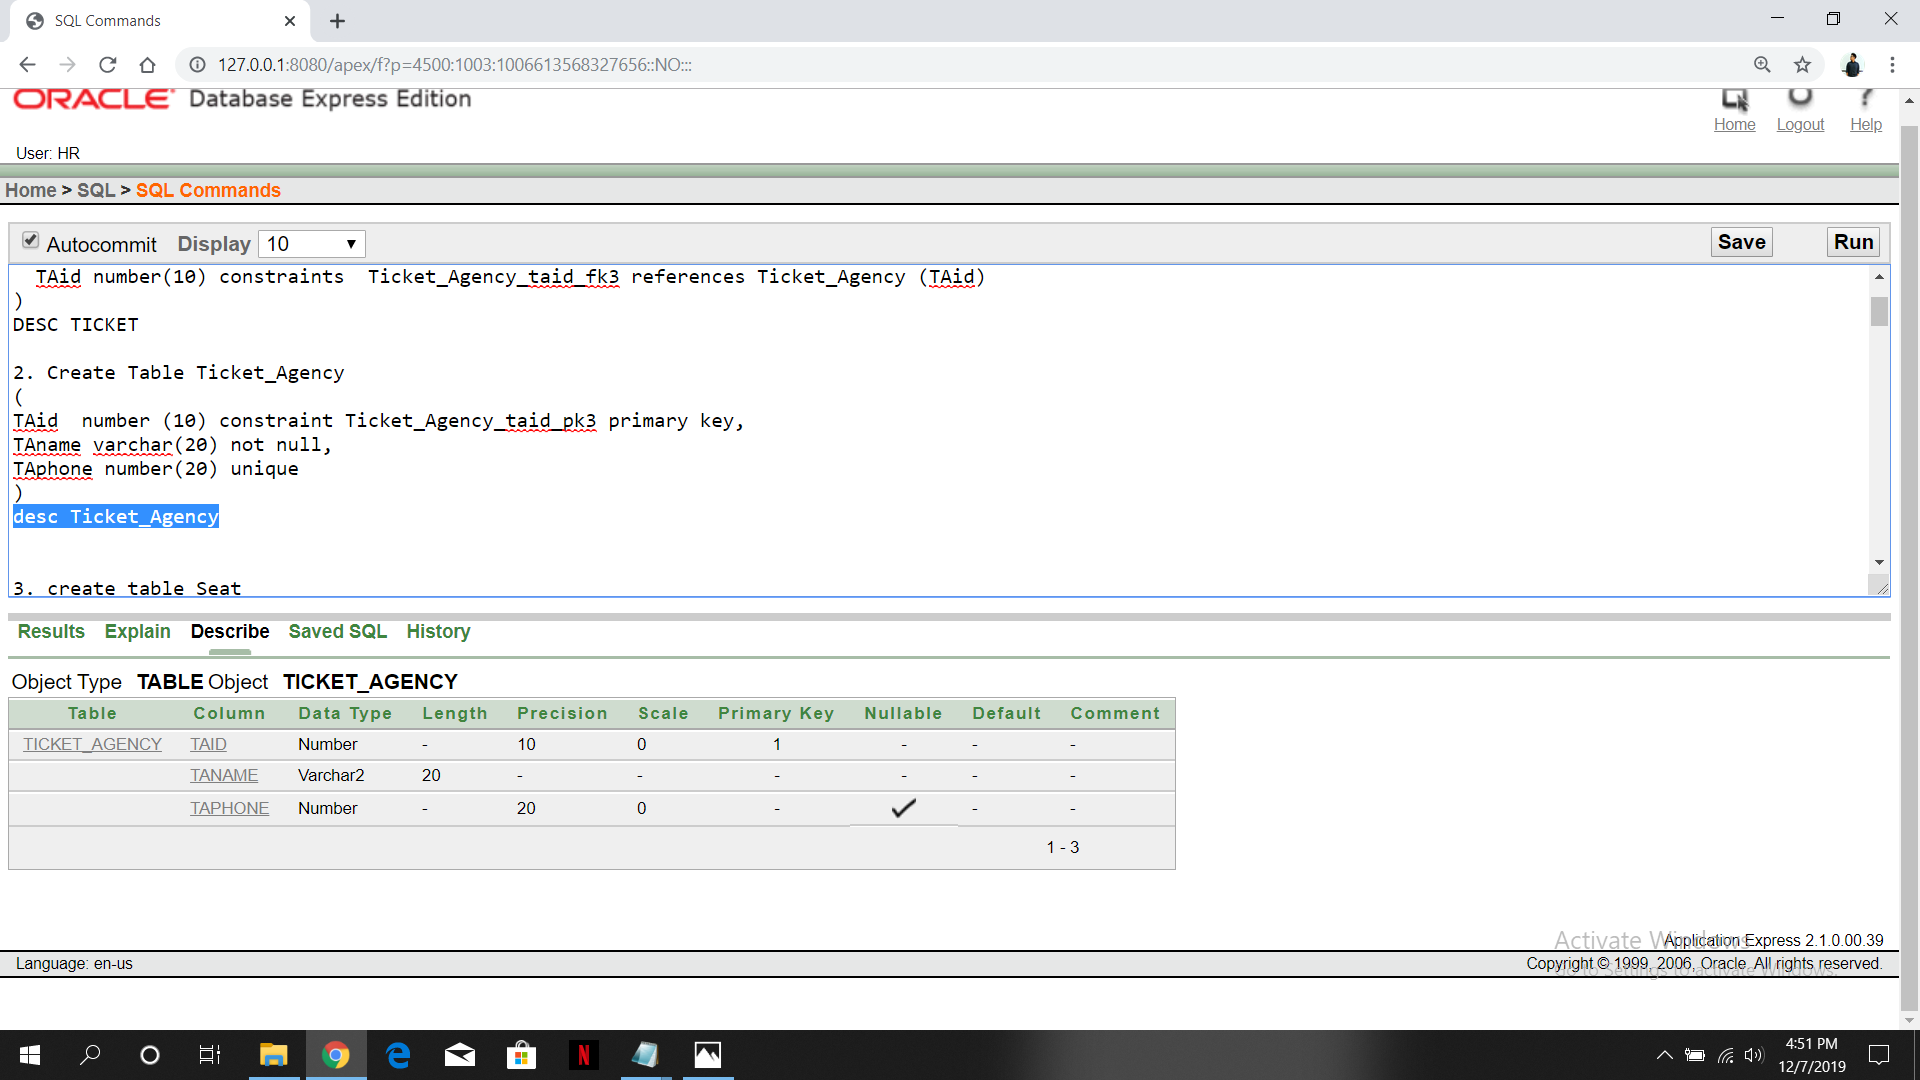 SQL Commands
127.0.0.1:8080/apex/f?p=4500:1003:1006613568327656::NO:::
ORACLE Database Express Edition
Home Logout Help
User: HR
Home > SQL > SQL Commands
Autocommit Display 10 Save Run
TAid number(10) constraints  Ticket_Agency_taid_fk3 references Ticket_Agency (TAid)
)
DESC TICKET
2. Create Table Ticket_Agency
(
TAid  number (10) constraint Ticket_Agency_taid_pk3 primary key,
TAname varchar(20) not null,
TAphone number(20) unique
)
desc Ticket_Agency
3. create table Seat
Results Explain Describe Saved SQL History
Object Type TABLE Object TICKET_AGENCY
Table Column Data Type Length Precision Scale Primary Key Nullable Default Comment
TICKET_AGENCY TAID Number - 10 0 1 - - -
TANAME Varchar2 20 - - - - - -
TAPHONE Number - 20 0 - ✓ - -
1 - 3
Activate Windows
Application Express 2.1.0.00.39
Language: en-us
Copyright © 1999, 2006, Oracle. All rights reserved.
Go to Settings to activate Windows.
4:51 PM
12/7/2019